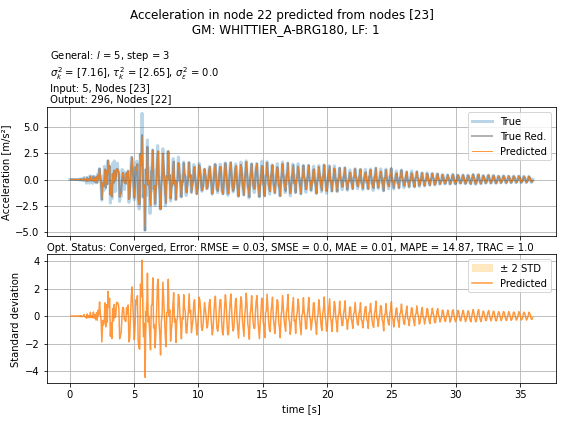 Acceleration in node 22 predicted from nodes [23]
GM: WHITTIER_A-BRG180, LF: 1
General: l = 5, step = 3
σ²ₖ = [7.16], τ²ₖ = [2.65], σ²ε = 0.0
Input: 5, Nodes [23]
Output: 296, Nodes [22]
Acceleration [m/s²]
5.0
2.5
0.0
−2.5
−5.0
True
True Red.
Predicted
Opt. Status: Converged, Error: RMSE = 0.03, SMSE = 0.0, MAE = 0.01, MAPE = 14.87, TRAC = 1.0
Standard deviation
4
2
0
−2
−4
± 2 STD
Predicted
0 5 10 15 20 25 30 35
time [s]